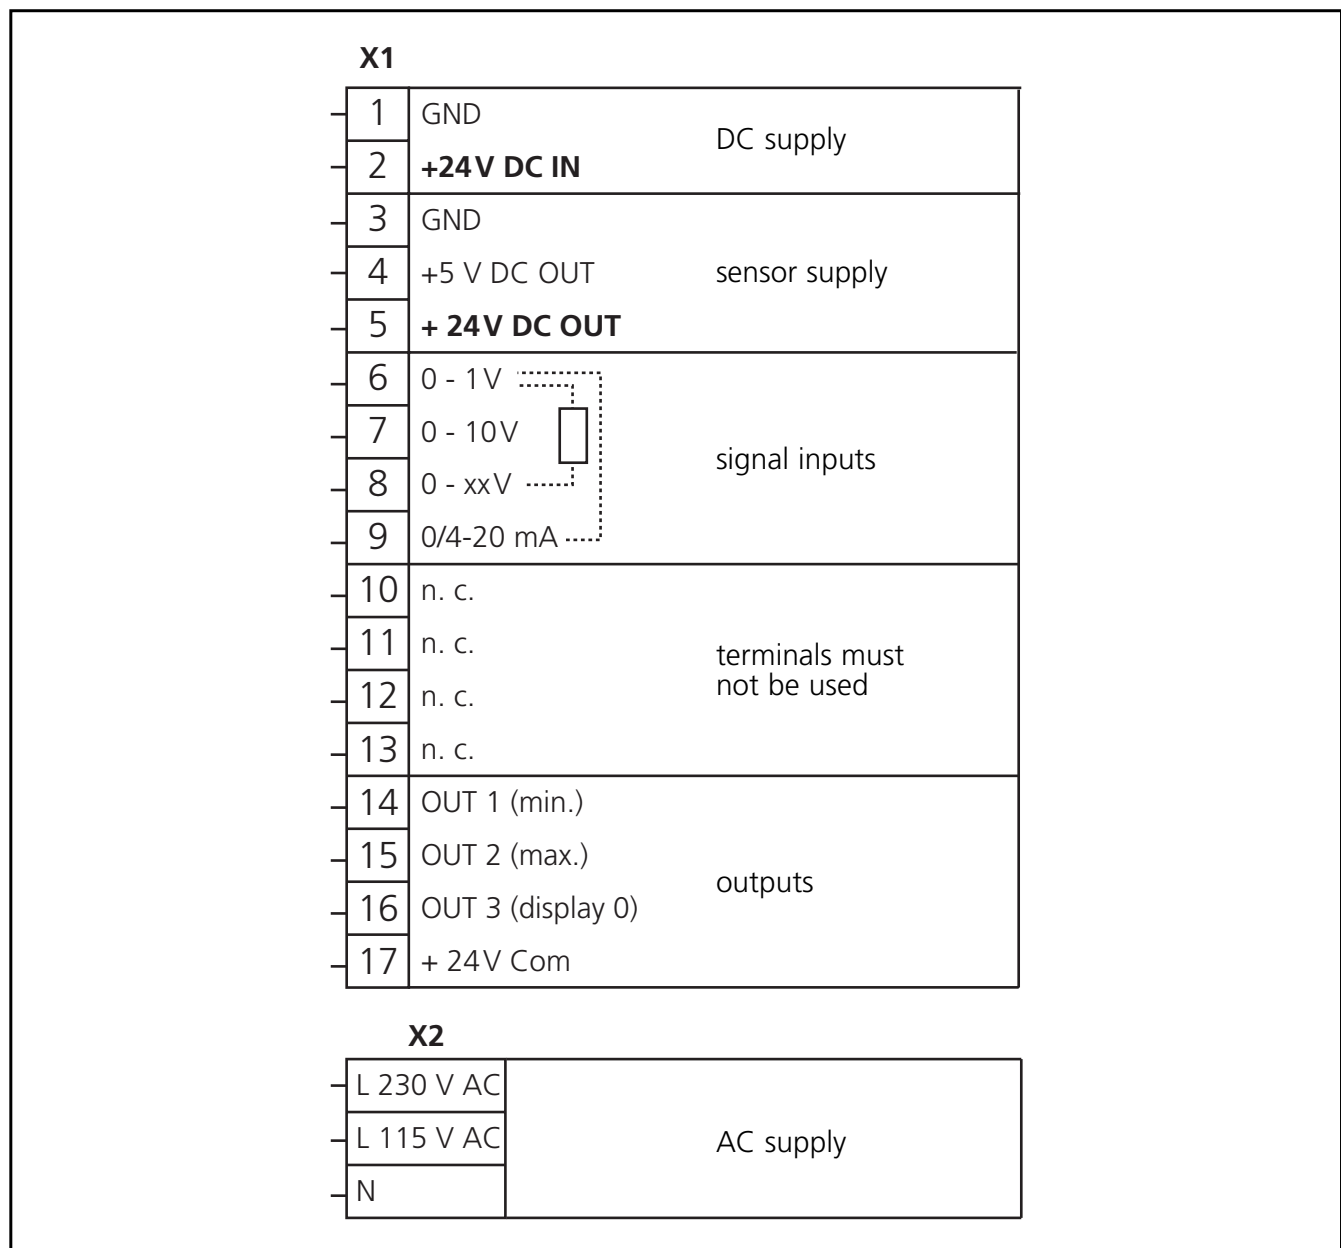 X1
1 GND
DC supply
2 +24V DC IN
3 GND
4 +5 V DC OUT sensor supply
5 + 24V DC OUT
6 0 - 1V
7 0 - 10V
signal inputs
8 0 - xxV
9 0/4-20 mA
10 n. c.
11 n. c.
terminals must
not be used
12 n. c.
13 n. c.
14 OUT 1 (min.)
15 OUT 2 (max.)
outputs
16 OUT 3 (display 0)
17 + 24V Com
X2
L 230 V AC
L 115 V AC AC supply
N